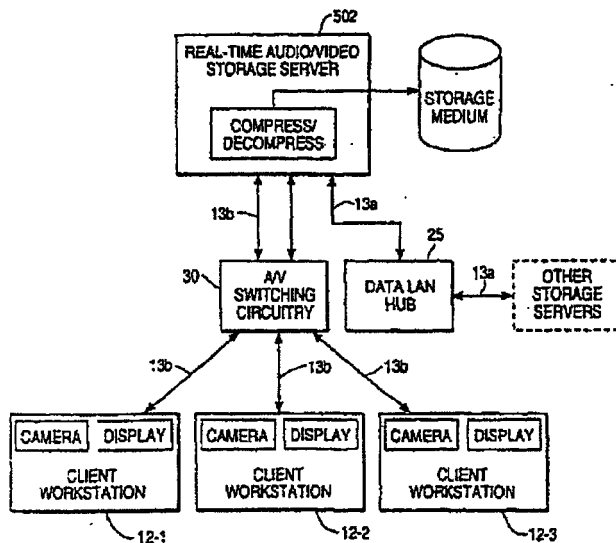 502
REAL-TIME AUDIO/VIDEO
STORAGE SERVER
COMPRESS/
DECOMPRESS
STORAGE
MEDIUM
13b
13a
25
30
A/V
SWITCHING
CIRCUITRY
DATA LAN
HUB
13a
OTHER
STORAGE
SERVERS
13b
13b
13b
CAMERA
DISPLAY
CLIENT
WORKSTATION
CAMERA
DISPLAY
CLIENT
WORKSTATION
CAMERA
DISPLAY
CLIENT
WORKSTATION
12-1
12-2
12-3